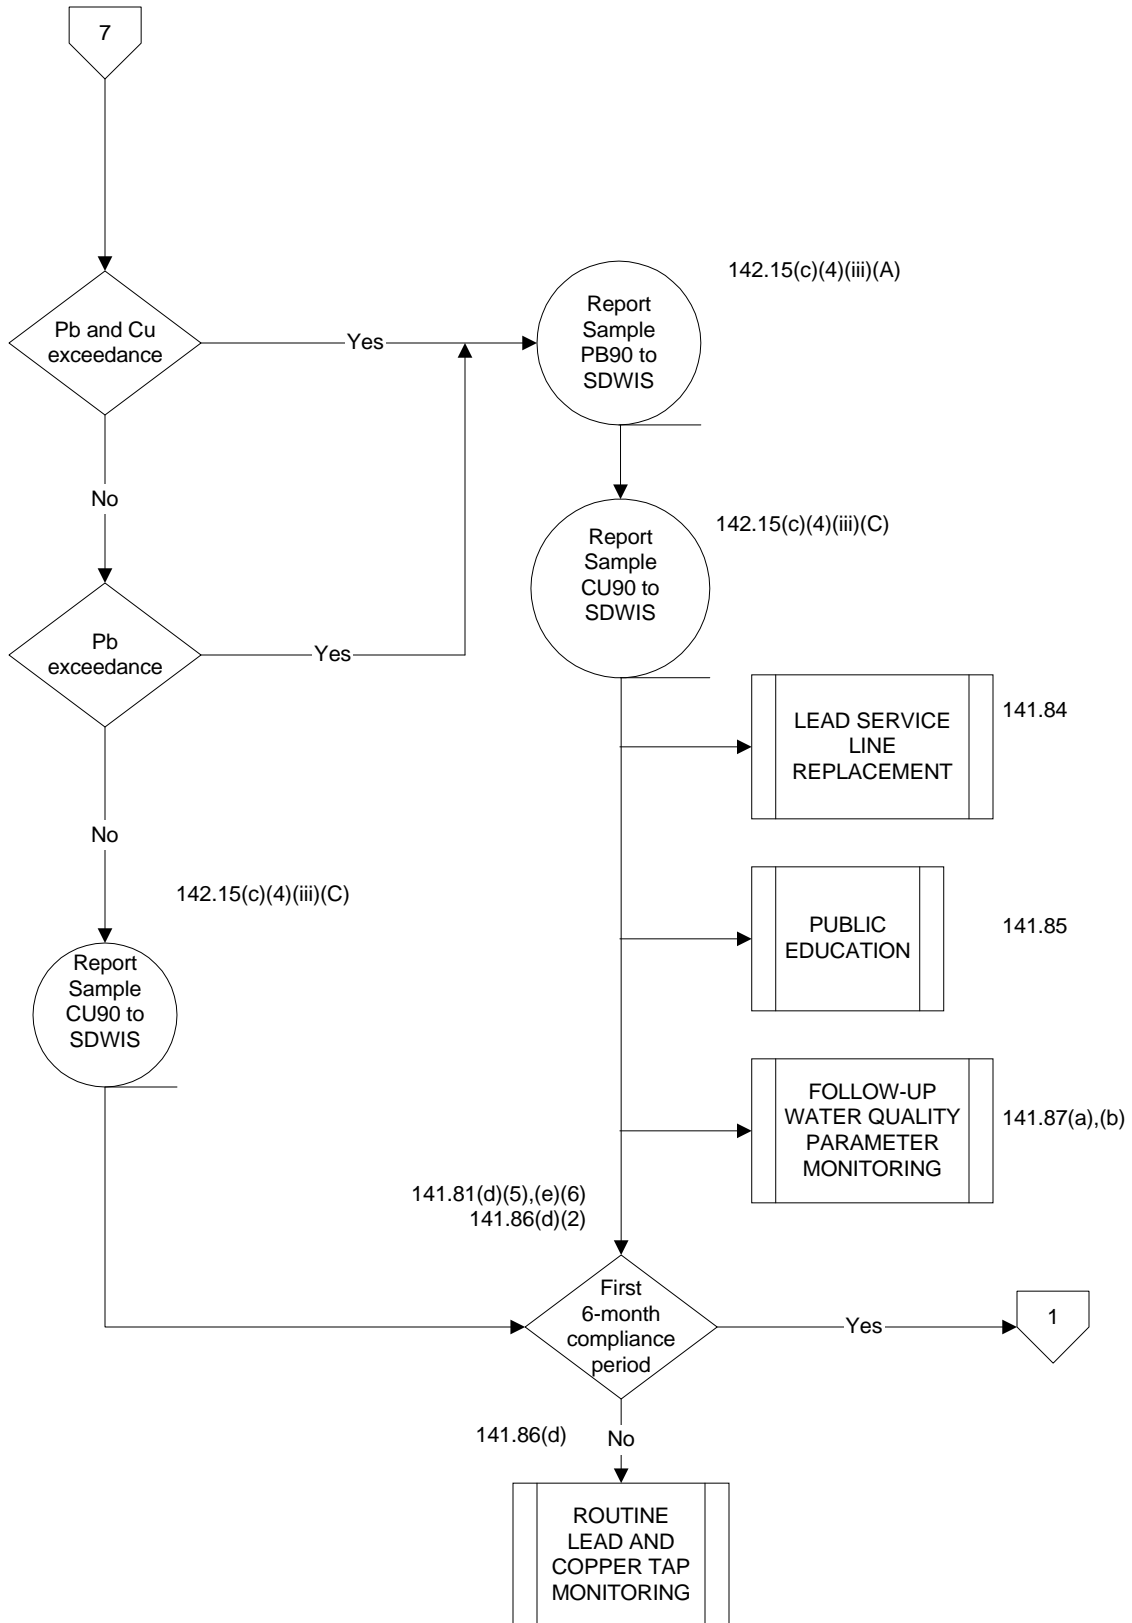 7
142.15(c)(4)(iii)(A)
Pb and Cu
exceedance
Yes
Report
Sample
PB90 to
SDWIS
No
142.15(c)(4)(iii)(C)
Report
Sample
CU90 to
SDWIS
Pb
exceedance
Yes
LEAD SERVICE
LINE
REPLACEMENT
141.84
No
142.15(c)(4)(iii)(C)
PUBLIC
EDUCATION
141.85
Report
Sample
CU90 to
SDWIS
FOLLOW-UP
WATER QUALITY
PARAMETER
MONITORING
141.87(a),(b)
141.81(d)(5),(e)(6)
141.86(d)(2)
First
6-month
compliance
period
Yes
1
141.86(d)
No
ROUTINE
LEAD AND
COPPER TAP
MONITORING